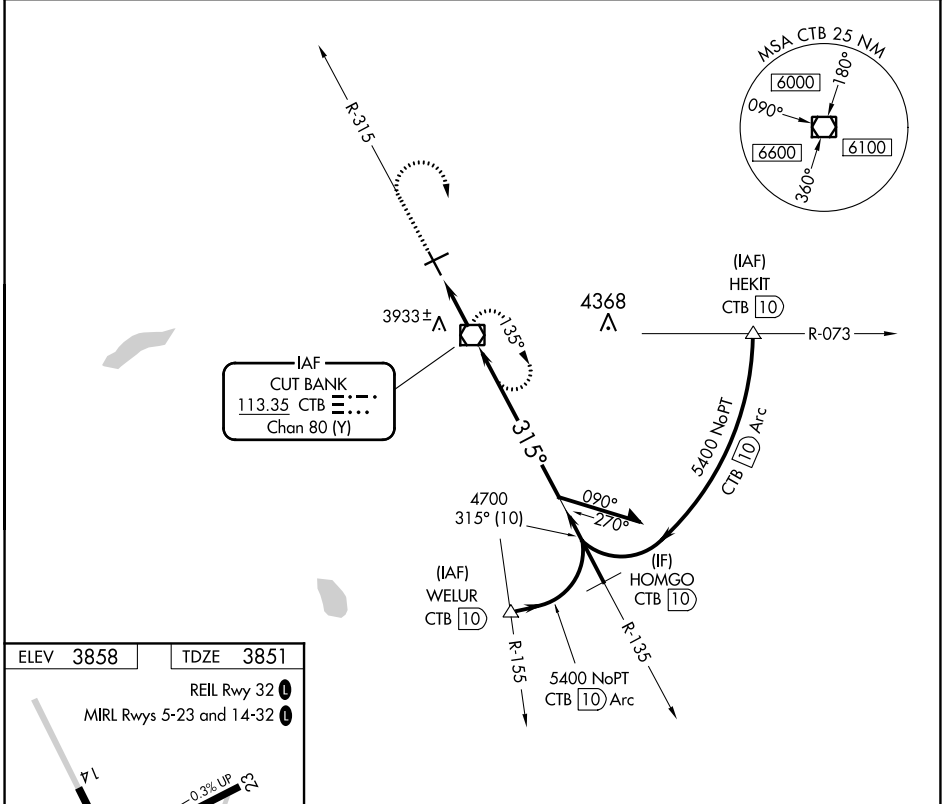 MSA CTB 25 NM
6000
180°
090°
6600
6100
360°
R-315
(IAF)
HEKIT
CTB 10
4368
3933±
135°
R-073
IAF
CUT BANK
113.35 CTB
Chan 80 (Y)
315°
5400 NoPT
CTB 10 Arc
090°
270°
4700
315° (10)
(IF)
HOMGO
CTB 10
(IAF)
WELUR
CTB 10
R-155
R-135
5400 NoPT
CTB 10 Arc
ELEV 3858
TDZE 3851
REIL Rwy 32 L
MIRL Rwys 5-23 and 14-32 L
14
0.3% UP
23